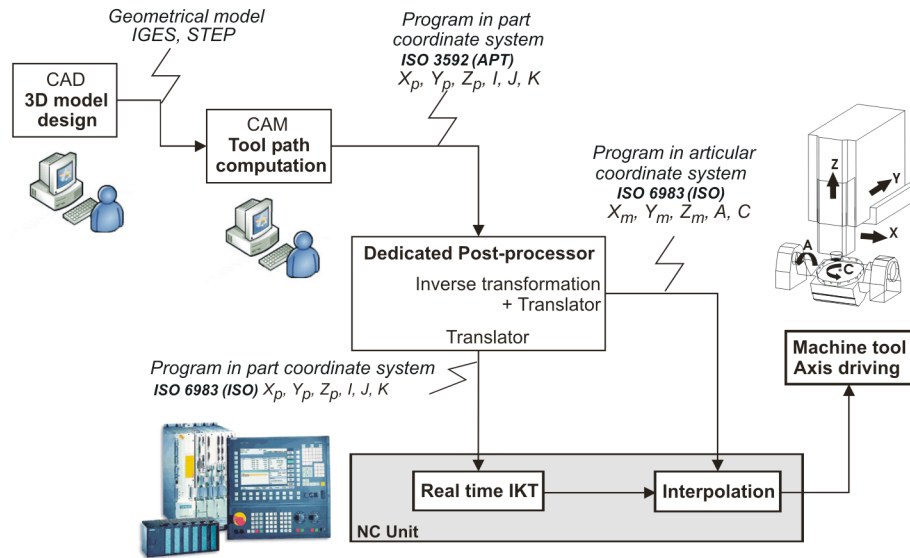 Geometrical model
IGES, STEP
Program in part
coordinate system
ISO 3592 (APT)
Xp, Yp, Zp, I, J, K
CAD
3D model
design
CAM
Tool path
computation
Program in articular
coordinate system
ISO 6983 (ISO)
Xm, Ym, Zm, A, C
Z
Y
X
A
C
Dedicated Post-processor
Inverse transformation
+ Translator
Translator
Program in part coordinate system
ISO 6983 (ISO) Xp, Yp, Zp, I, J, K
Machine tool
Axis driving
Real time IKT
Interpolation
NC Unit